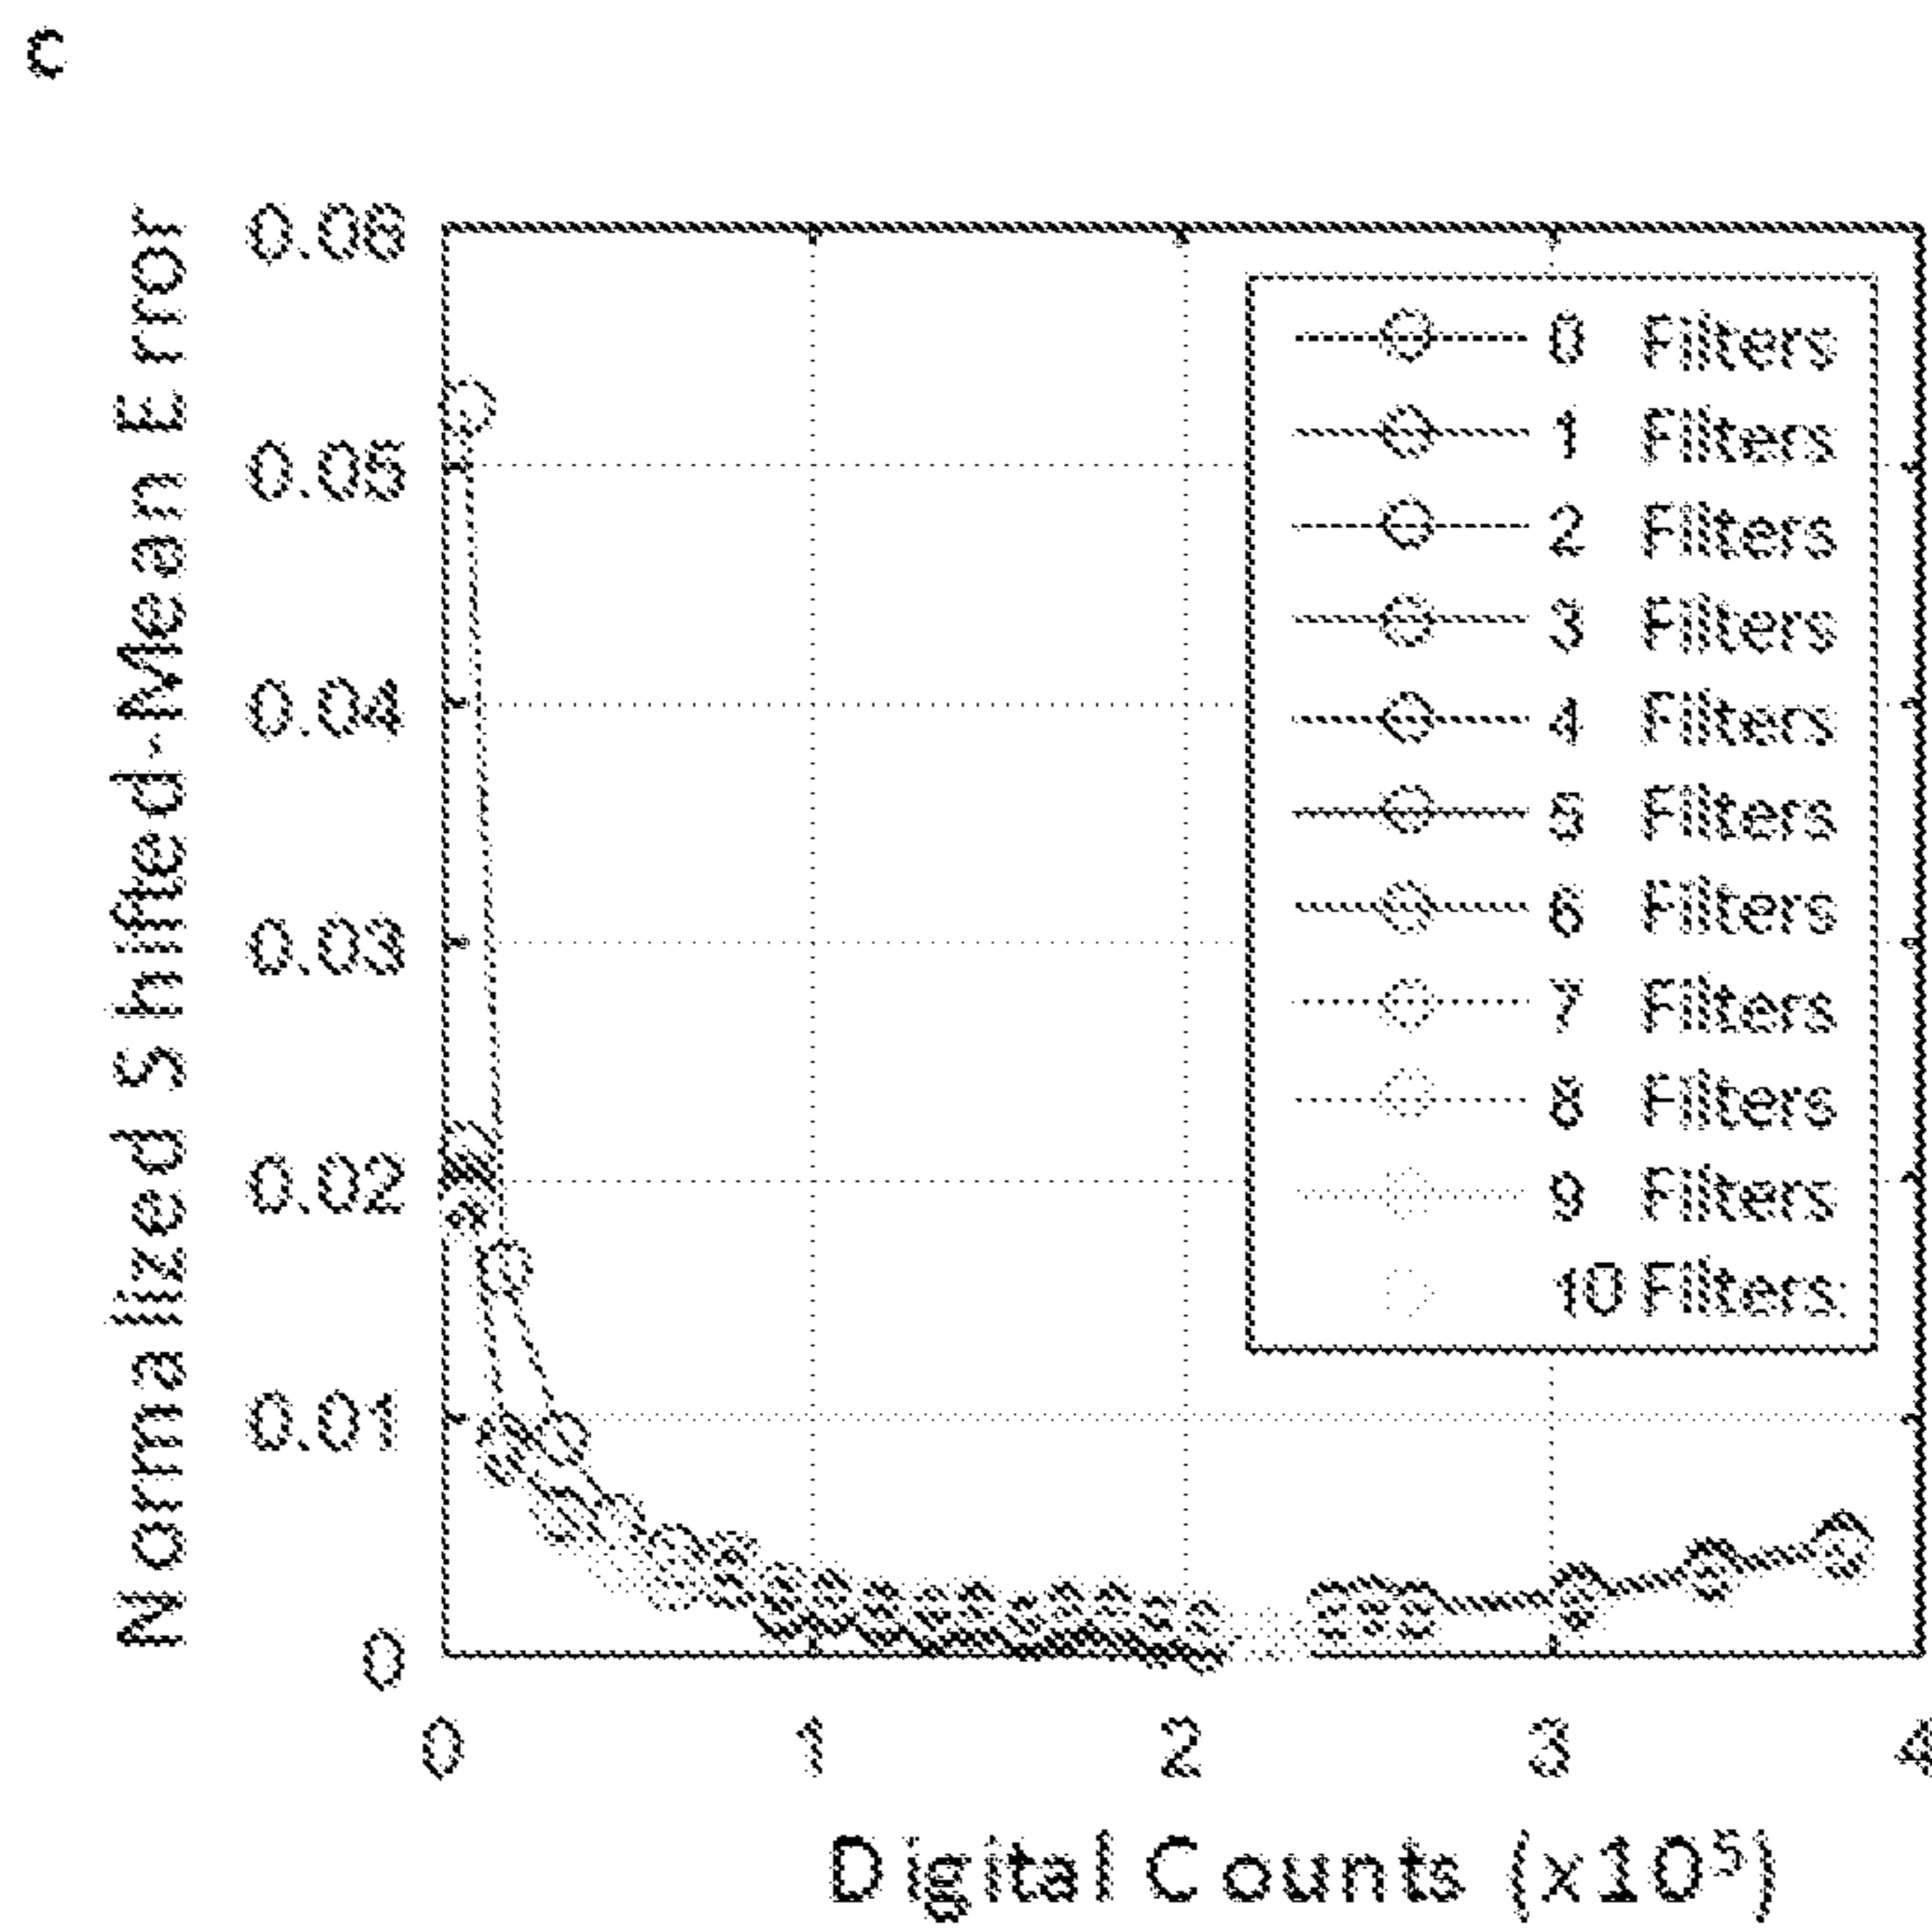 c
Normalized Shifted-Mean Error
0.06
0.05
0.04
0.03
0.02
0.01
0
0 Filters
1 Filters
2 Filters
3 Filters
4 Filters
5 Filters
6 Filters
7 Filters
8 Filters
9 Filters
10 Filters
0 1 2 3 4
Digital Counts (x10⁵)